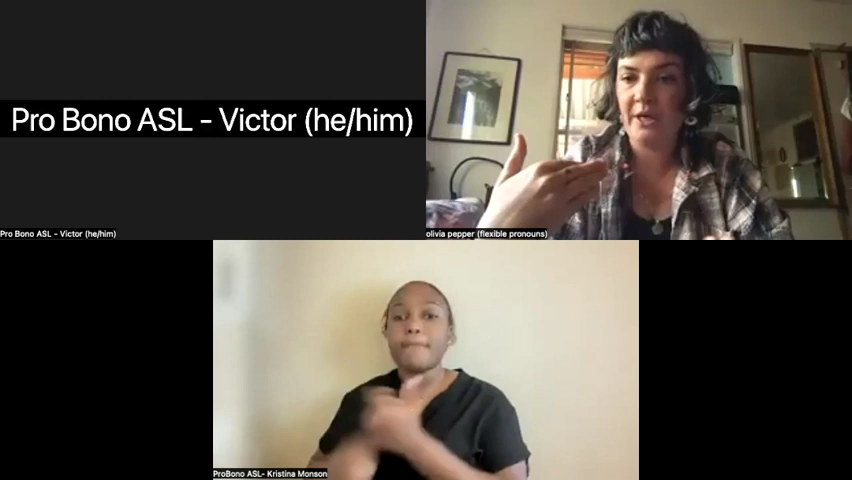 Pro Bono ASL - Victor (he/him)
Pro Bono ASL - Victor (he/him)
olivia pepper (flexible pronouns)
ProBono ASL- Kristina Monson